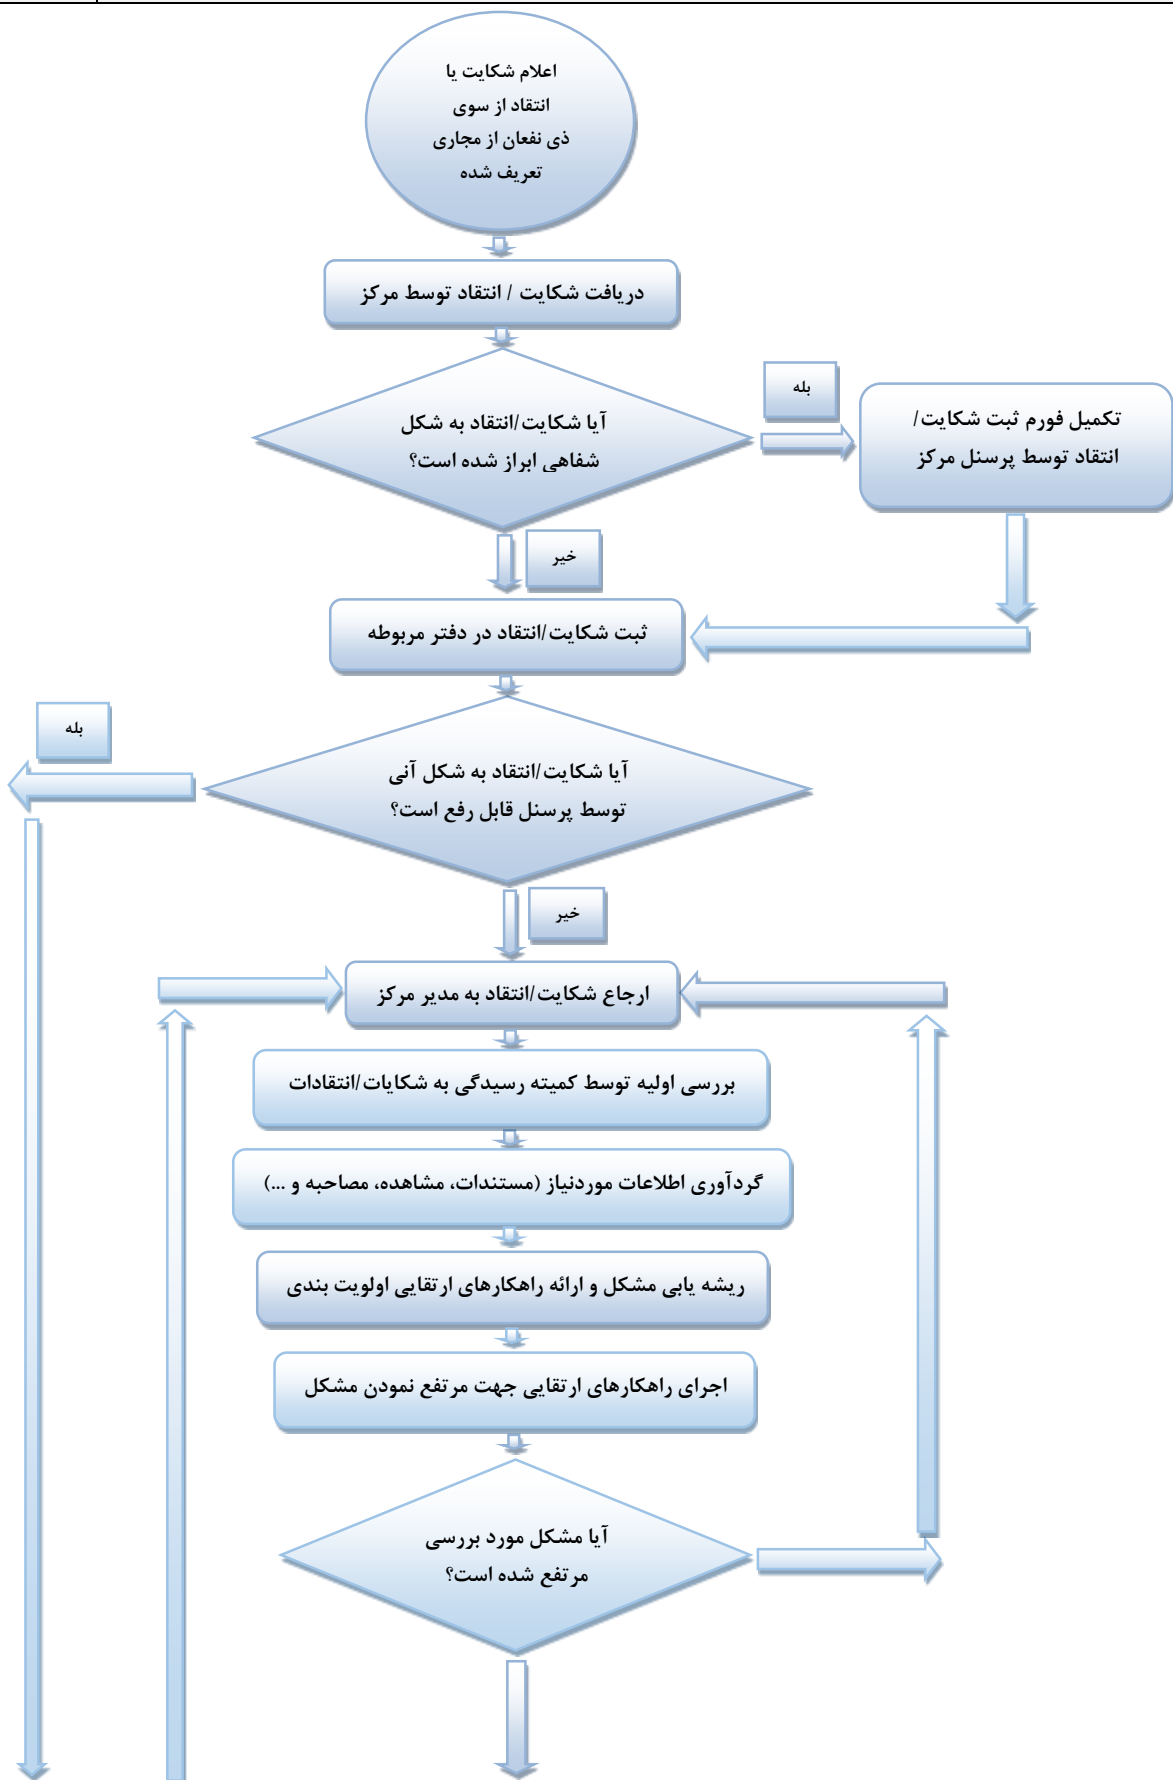 اعلام شکایت یا
انتقاد از سوی
ذی نفعان از مجاری
تعریف شده
دریافت شکایت / انتقاد توسط مرکز
آیا شکایت/انتقاد به شکل
شفاهی ابراز شده است؟
بله
تکمیل فورم ثبت شکایت/
انتقاد توسط پرسنل مرکز
خیر
ثبت شکایت/انتقاد در دفتر مربوطه
بله
آیا شکایت/انتقاد به شکل آنی
توسط پرسنل قابل رفع است؟
خیر
ارجاع شکایت/انتقاد به مدیر مرکز
بررسی اولیه توسط کمیته رسیدگی به شکایات/انتقادات
گردآوری اطلاعات موردنیاز (مستندات، مشاهده، مصاحبه و ...)
ریشه یابی مشکل و ارائه راهکارهای ارتقایی اولویت بندی
اجرای راهکارهای ارتقایی جهت مرتفع نمودن مشکل
آیا مشکل مورد بررسی
مرتفع شده است؟